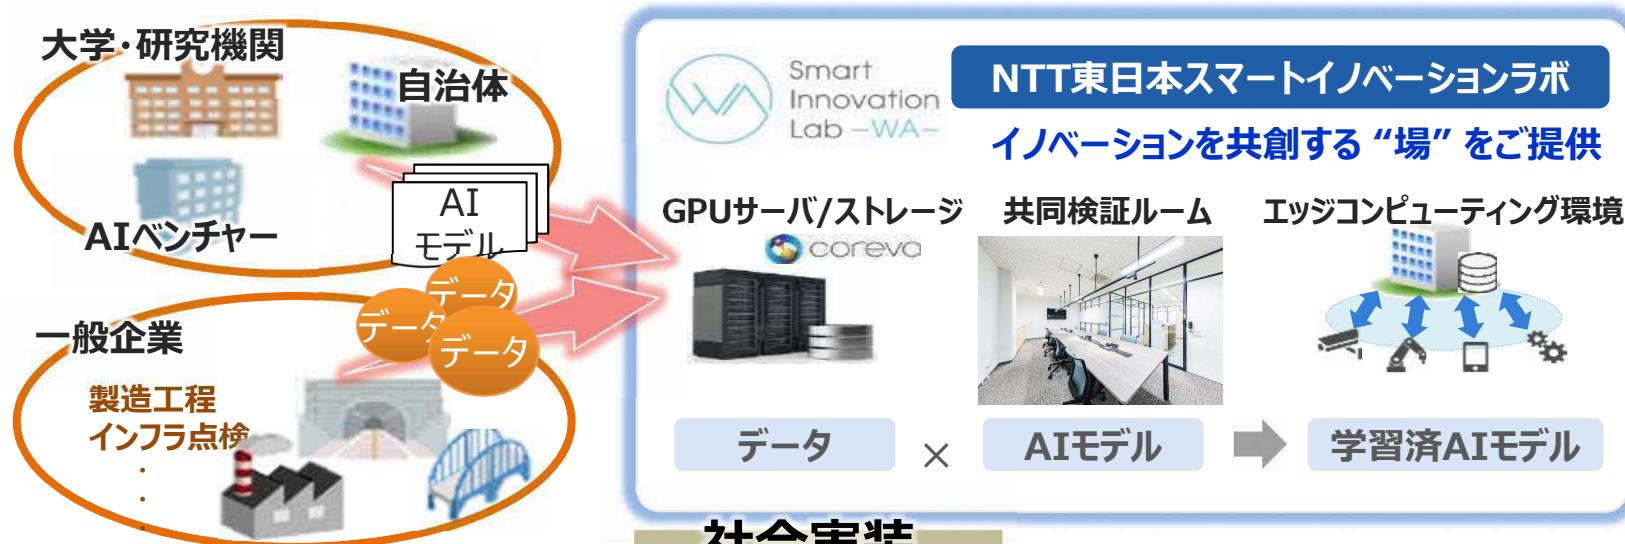 大学・研究機関
自治体
AIベンチャー
AI
モデル
データ
データ
データ
一般企業
製造工程
インフラ点検
・
・
Smart
Innovation
Lab –WA–
NTT東日本スマートイノベーションラボ
イノベーションを共創する “場” をご提供
GPUサーバ/ストレージ
coreva
共同検証ルーム
エッジコンピューティング環境
データ
×
AIモデル
学習済AIモデル
社会実装